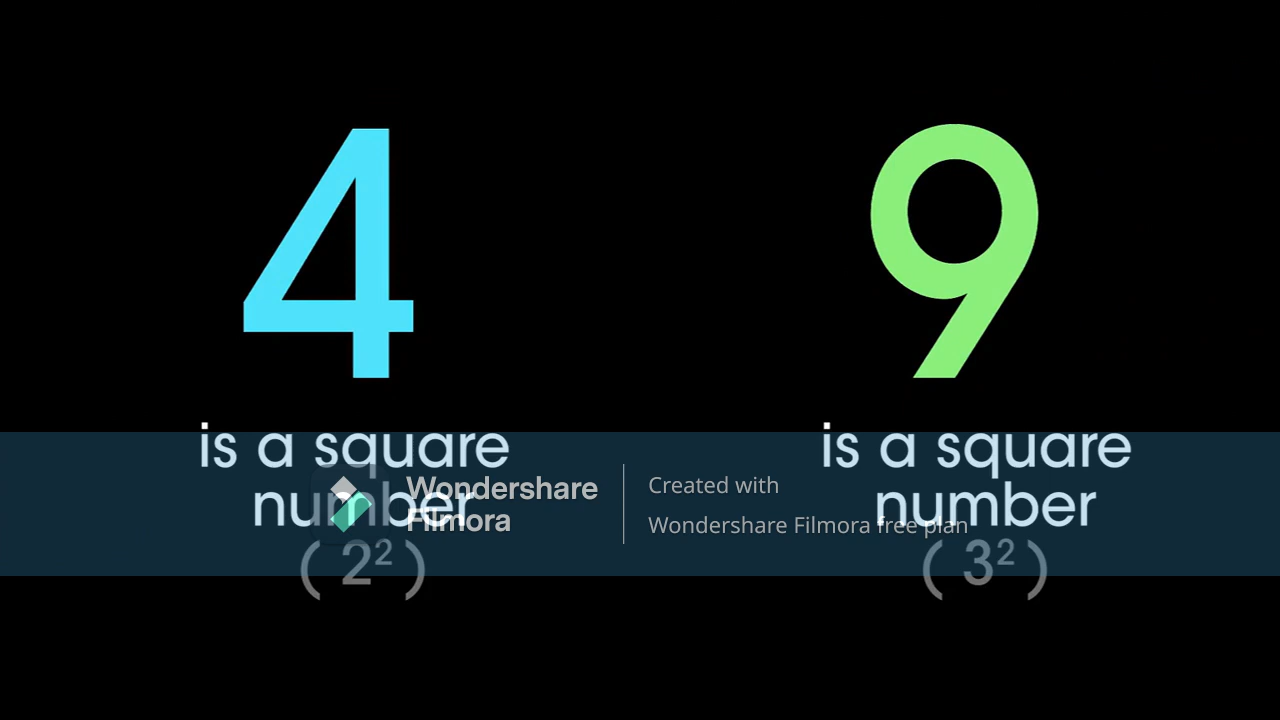 4
is a square
number
( 2² )
9
is a square
number
( 3² )
Wondershare
Filmora
Created with
Wondershare Filmora free plan